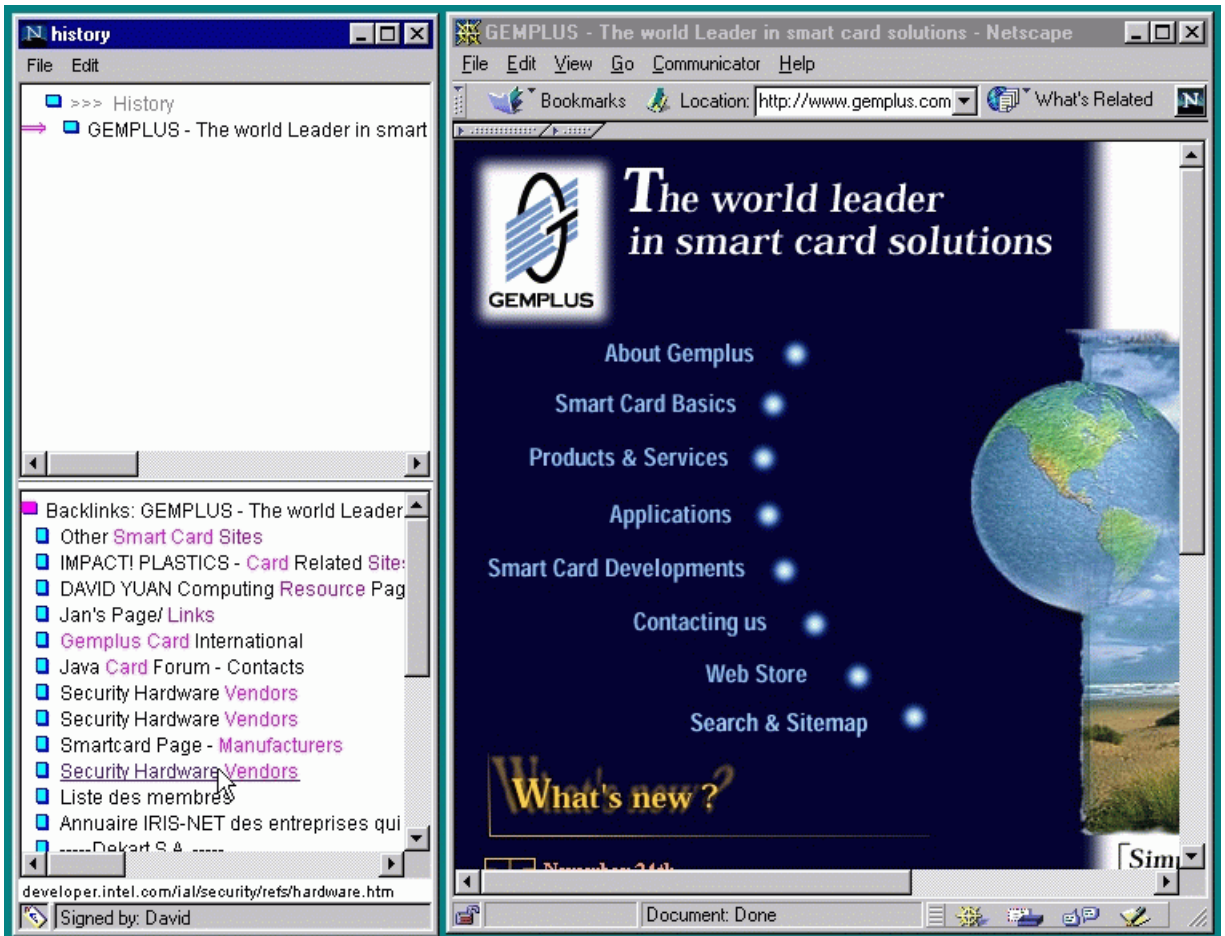 history
File Edit
>>> History
GEMPLUS - The world Leader in smart
Backlinks: GEMPLUS - The world Leader
Other Smart Card Sites
IMPACT! PLASTICS - Card Related Sites
DAVID YUAN Computing Resource Pag
Jan's Page/ Links
Gemplus Card International
Java Card Forum - Contacts
Security Hardware Vendors
Security Hardware Vendors
Smartcard Page - Manufacturers
Security Hardware Vendors
Liste des membres
Annuaire IRIS-NET des entreprises qui
-----Dekart S.A. -----
developer.intel.com/ial/security/refs/hardware.htm
Signed by: David
GEMPLUS - The world Leader in smart card solutions - Netscape
File Edit View Go Communicator Help
Bookmarks Location: http://www.gemplus.com What's Related
GEMPLUS
The world leader
in smart card solutions
About Gemplus
Smart Card Basics
Products & Services
Applications
Smart Card Developments
Contacting us
Web Store
Search & Sitemap
What's new ?
November 24th
Document: Done